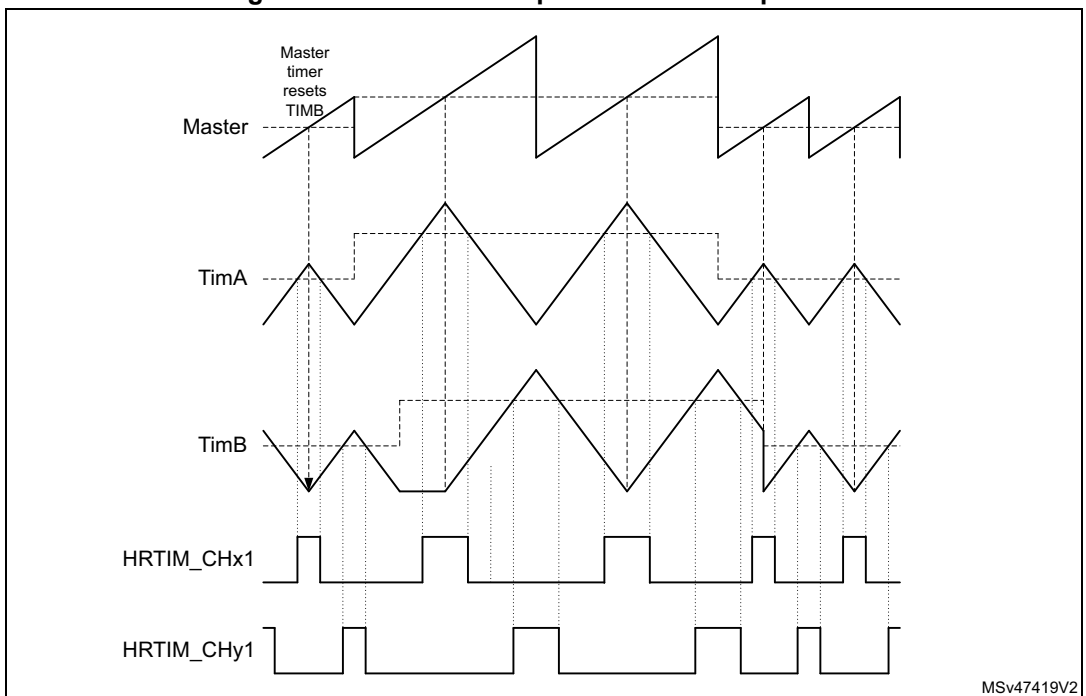 Master
timer
resets
TIMB
Master
TimA
TimB
HRTIM_CHx1
HRTIM_CHy1
MSv47419V2